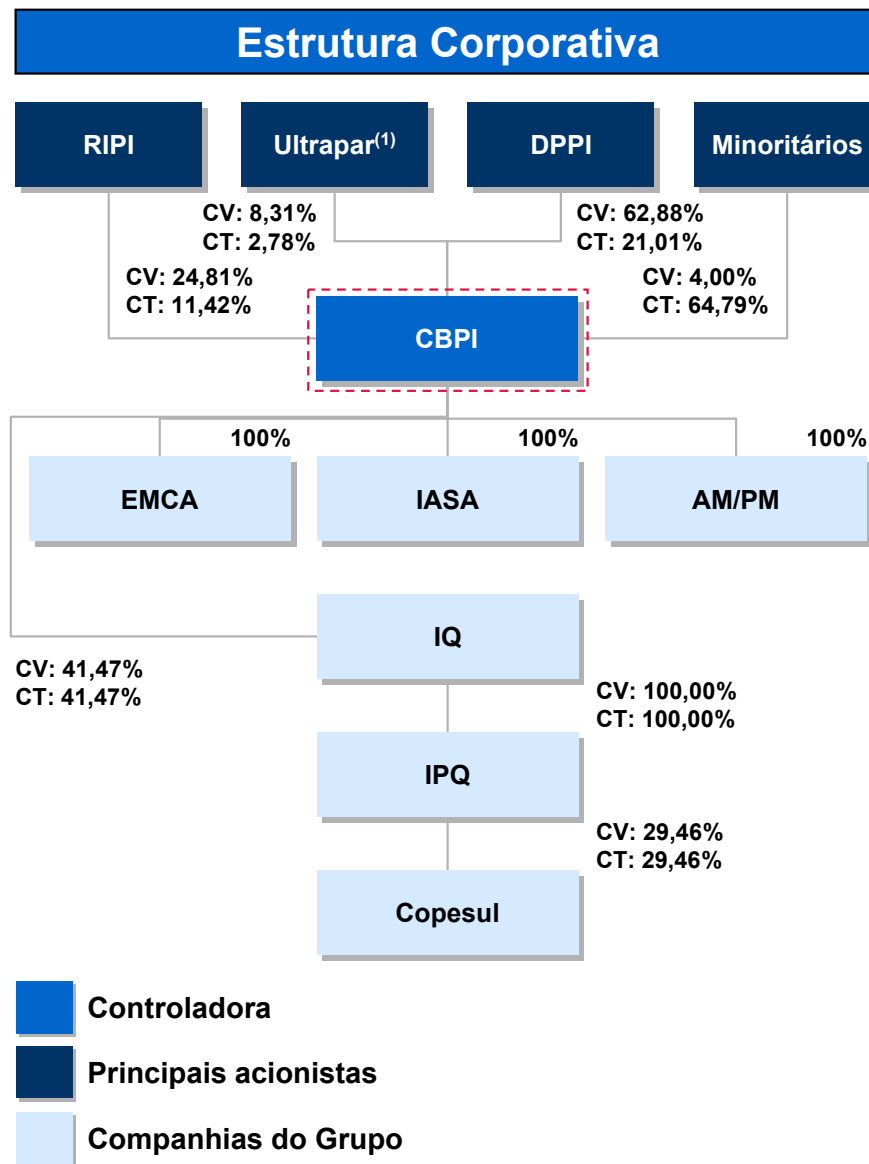 Estrutura Corporativa
RIPI
Ultrapar(1)
DPPI
Minoritários
CV: 8,31%
CT: 2,78%
CV: 62,88%
CT: 21,01%
CV: 24,81%
CT: 11,42%
CV: 4,00%
CT: 64,79%
CBPI
100%
100%
100%
EMCA
IASA
AM/PM
IQ
CV: 41,47%
CT: 41,47%
CV: 100,00%
CT: 100,00%
IPQ
CV: 29,46%
CT: 29,46%
Copesul
Controladora
Principais acionistas
Companhias do Grupo